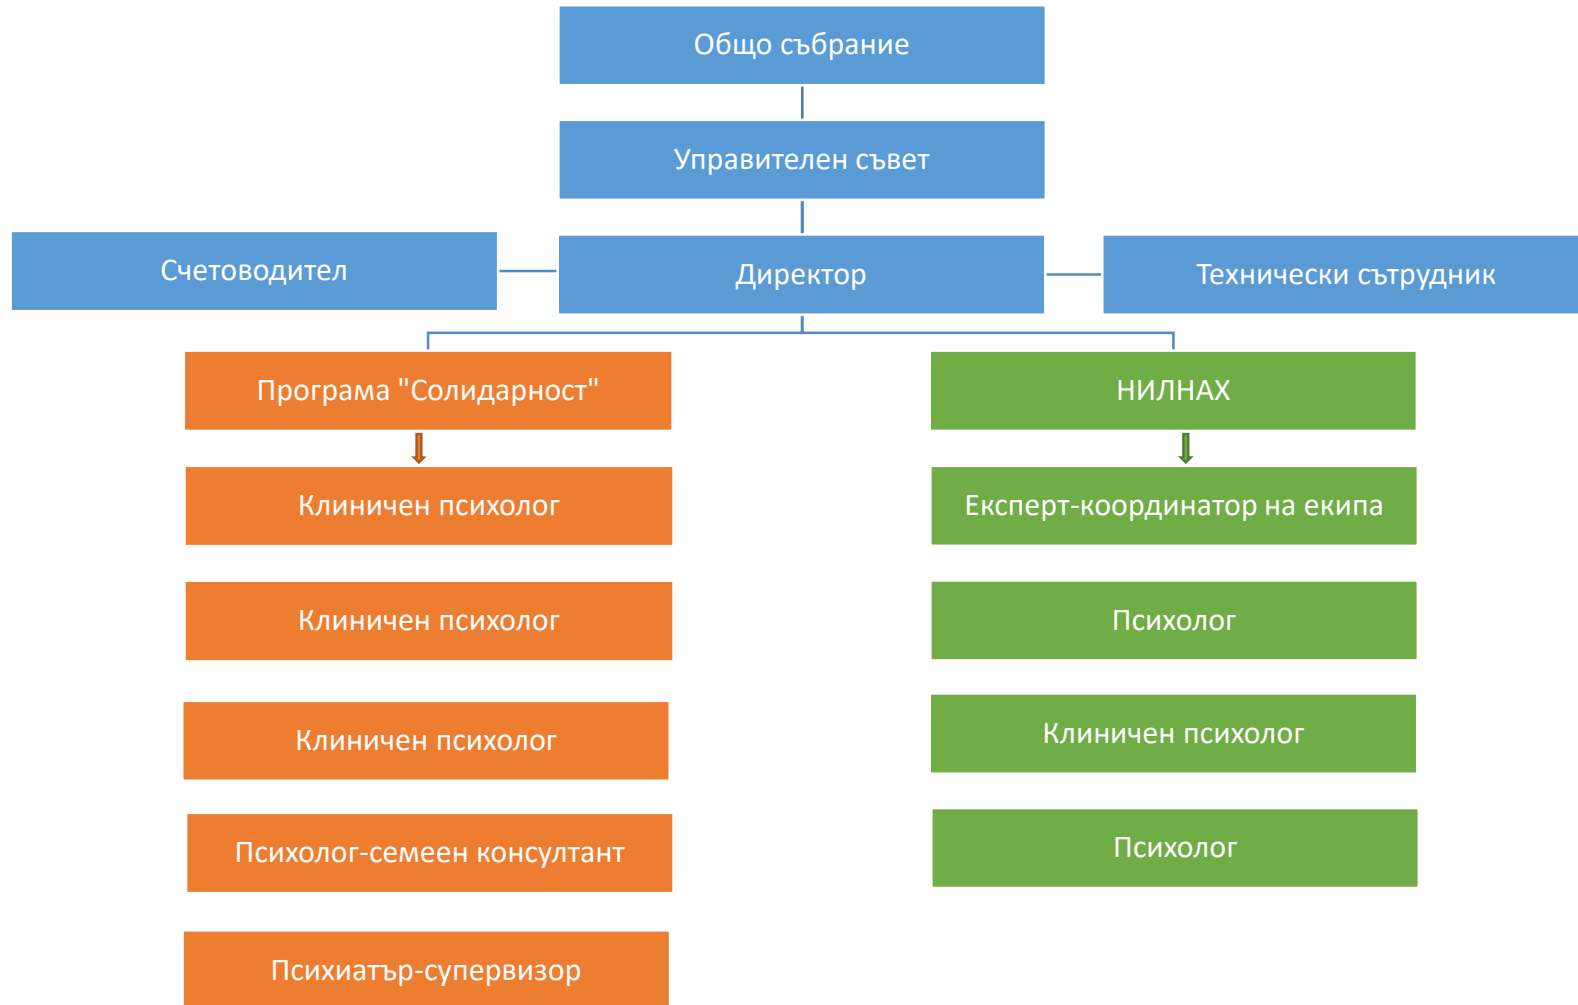 Общо събрание
Управителен съвет
Счетоводител
Директор
Технически сътрудник
Програма "Солидарност"
НИЛНАХ
Клиничен психолог
Експерт-координатор на екипа
Клиничен психолог
Психолог
Клиничен психолог
Клиничен психолог
Психолог-семеен консултант
Психолог
Психиатър-супервизор